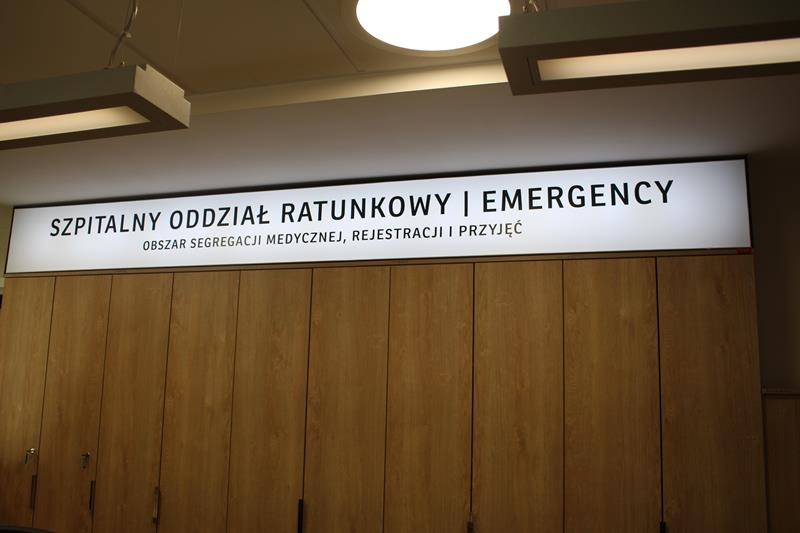 SZPITALNY ODDZIAŁ RATUNKOWY | EMERGENCY
OBSZAR SEGREGACJI MEDYCZNEJ, REJESTRACJI I PRZYJĘĆ